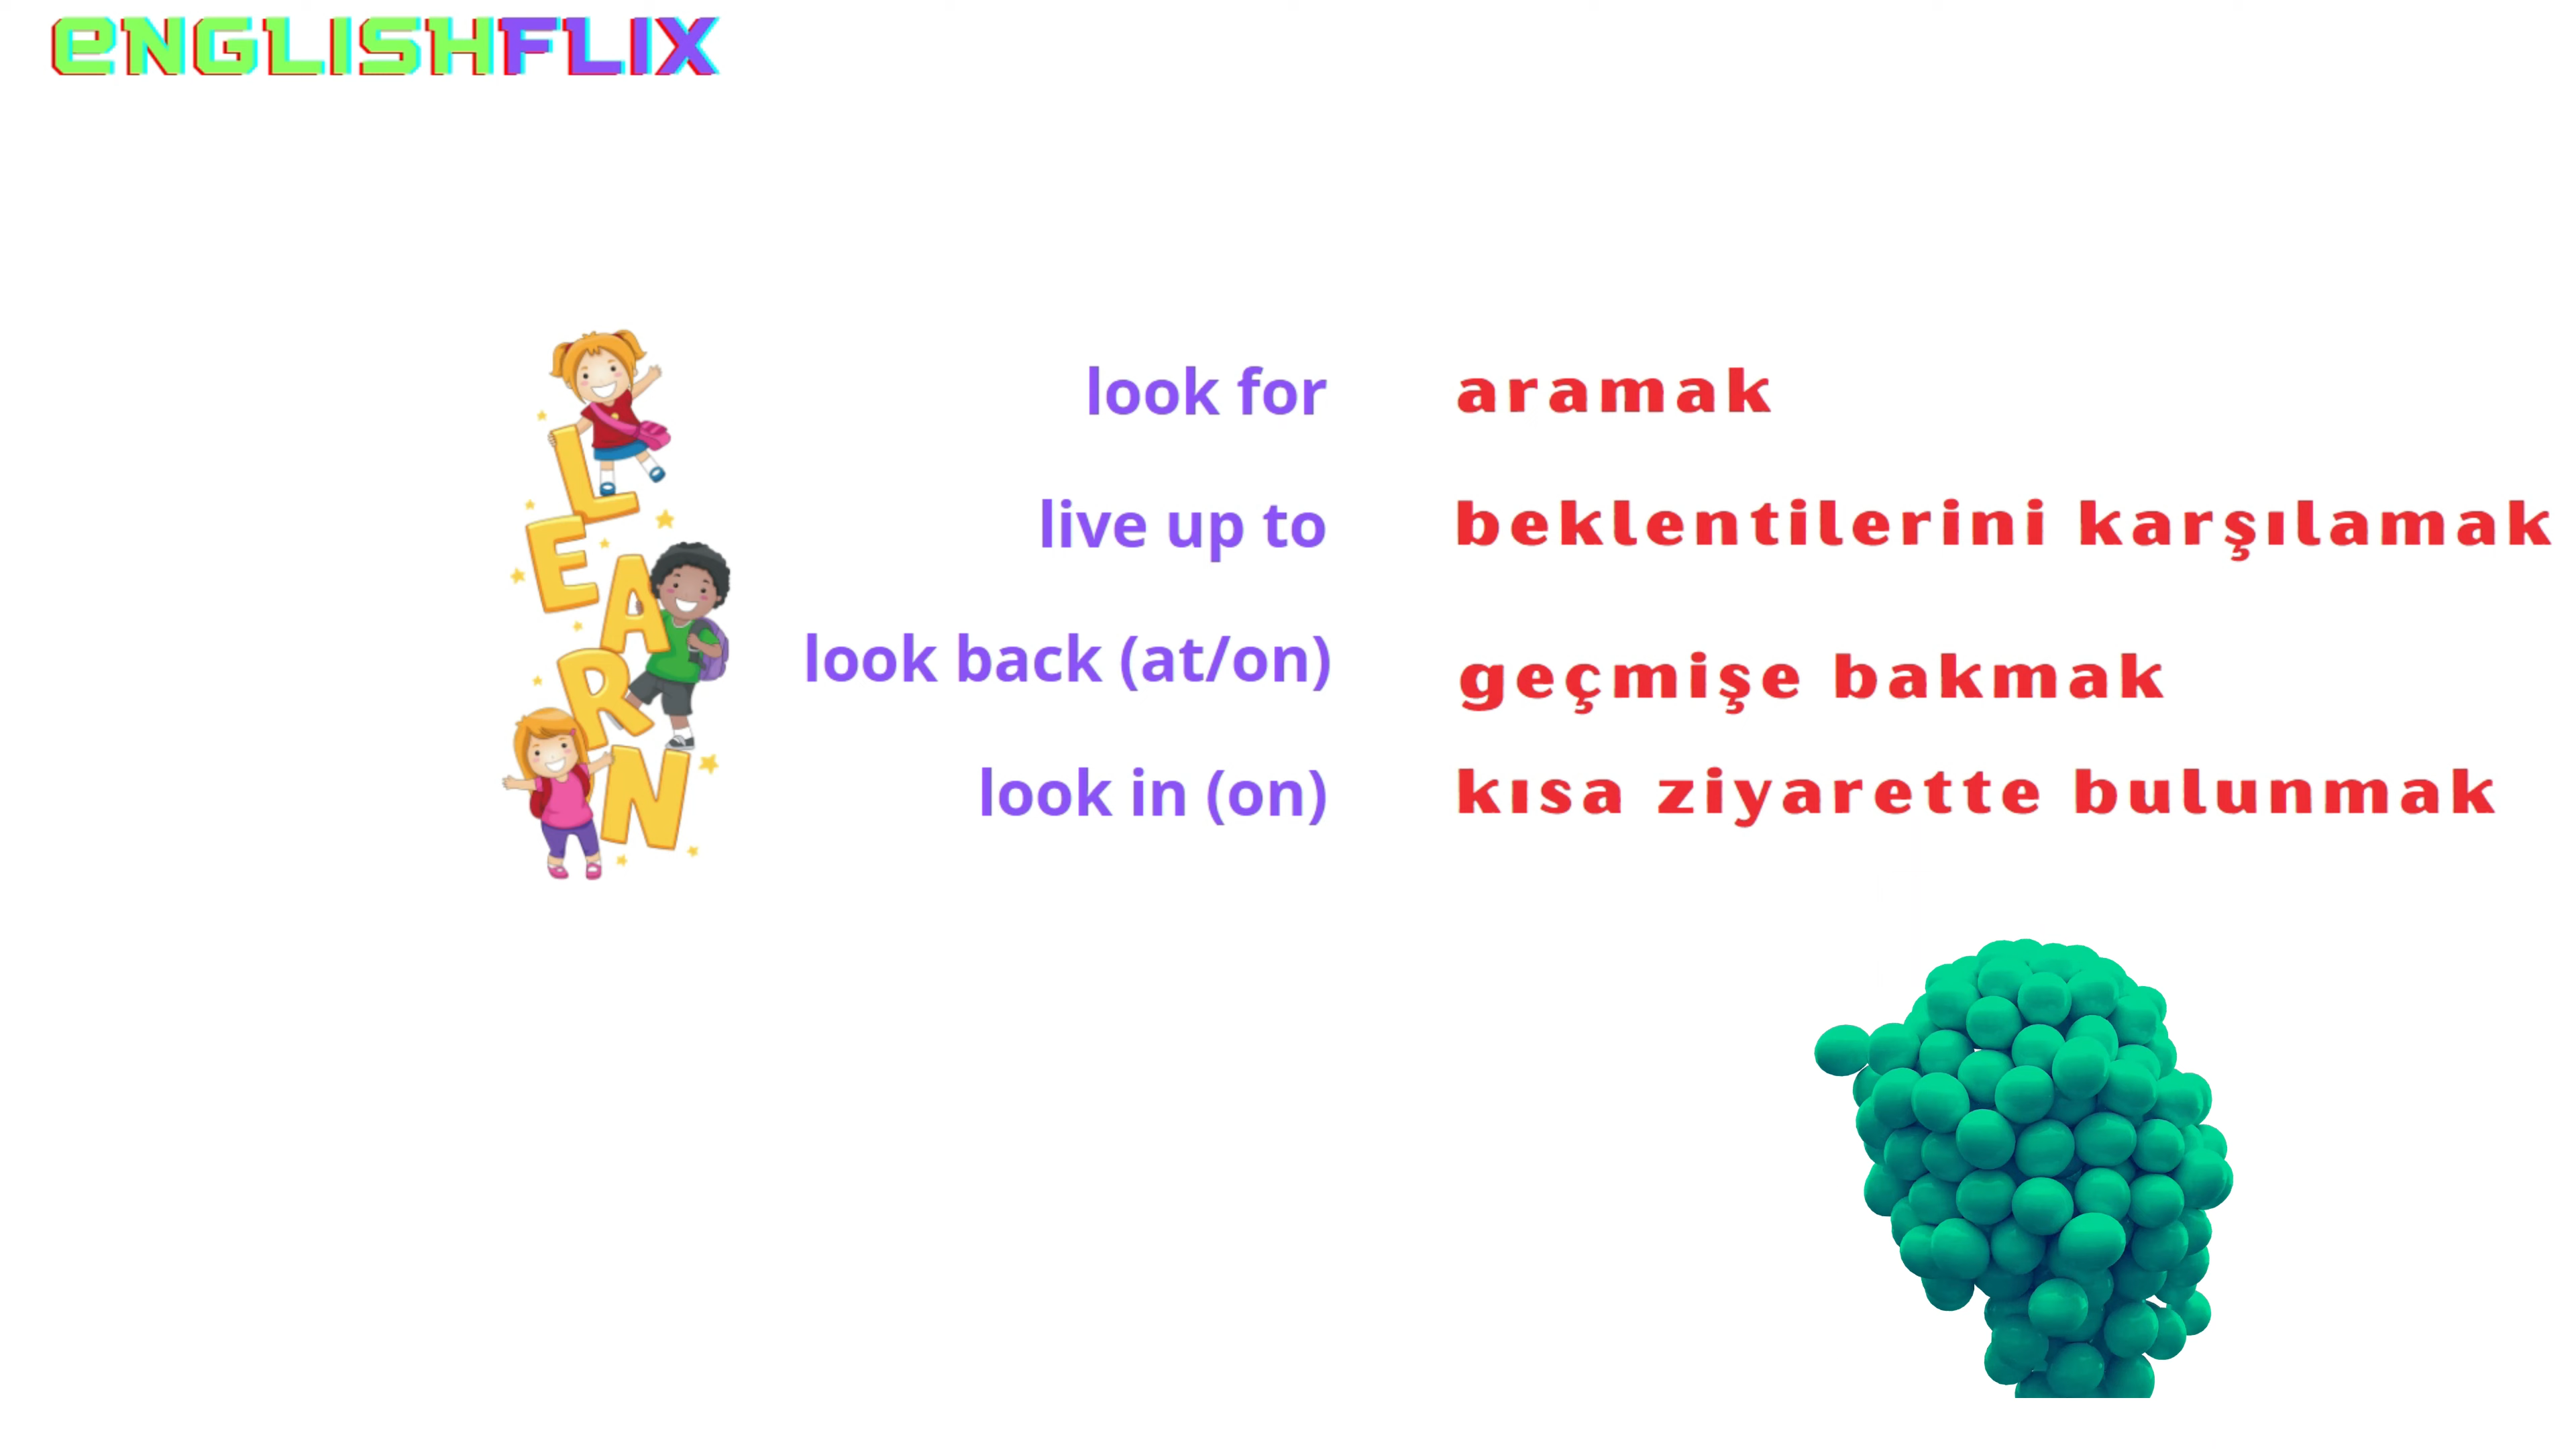 ENGLISHFLIX
LEARN
look for aramak
live up to beklentilerini karşılamak
look back (at/on) geçmişe bakmak
look in (on) kısa ziyarette bulunmak